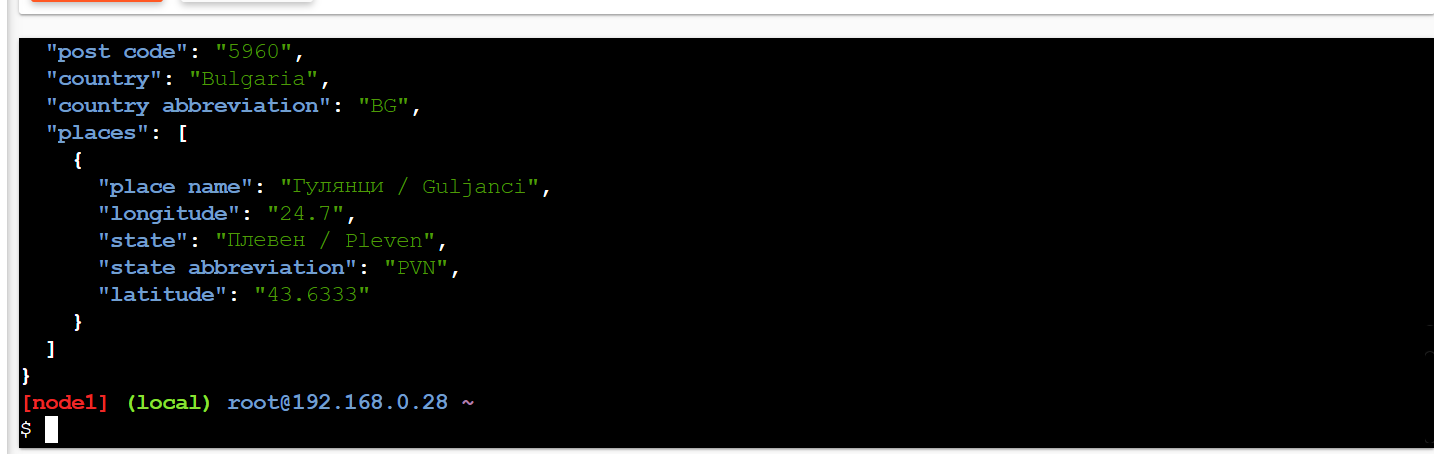 "post code": "5960",
"country": "Bulgaria",
"country abbreviation": "BG",
"places": [
{
"place name": "Гулянци / Guljanci",
"longitude": "24.7",
"state": "Плевен / Pleven",
"state abbreviation": "PVN",
"latitude": "43.6333"
}
]
}
[node1] (local) root@192.168.0.28 ~
$